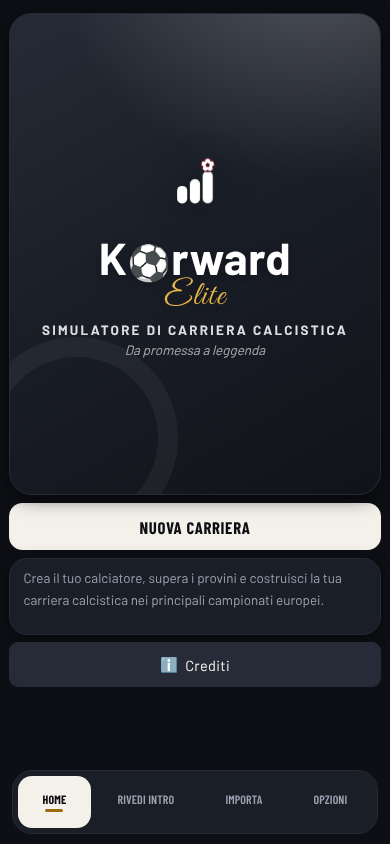 K⚽rward
Elite
SIMULATORE DI CARRIERA CALCISTICA
Da promessa a leggenda
NUOVA CARRIERA
Crea il tuo calciatore, supera i provini e costruisci la tua
carriera calcistica nei principali campionati europei.
ℹ️ Crediti
HOME RIVEDI INTRO IMPORTA OPZIONI